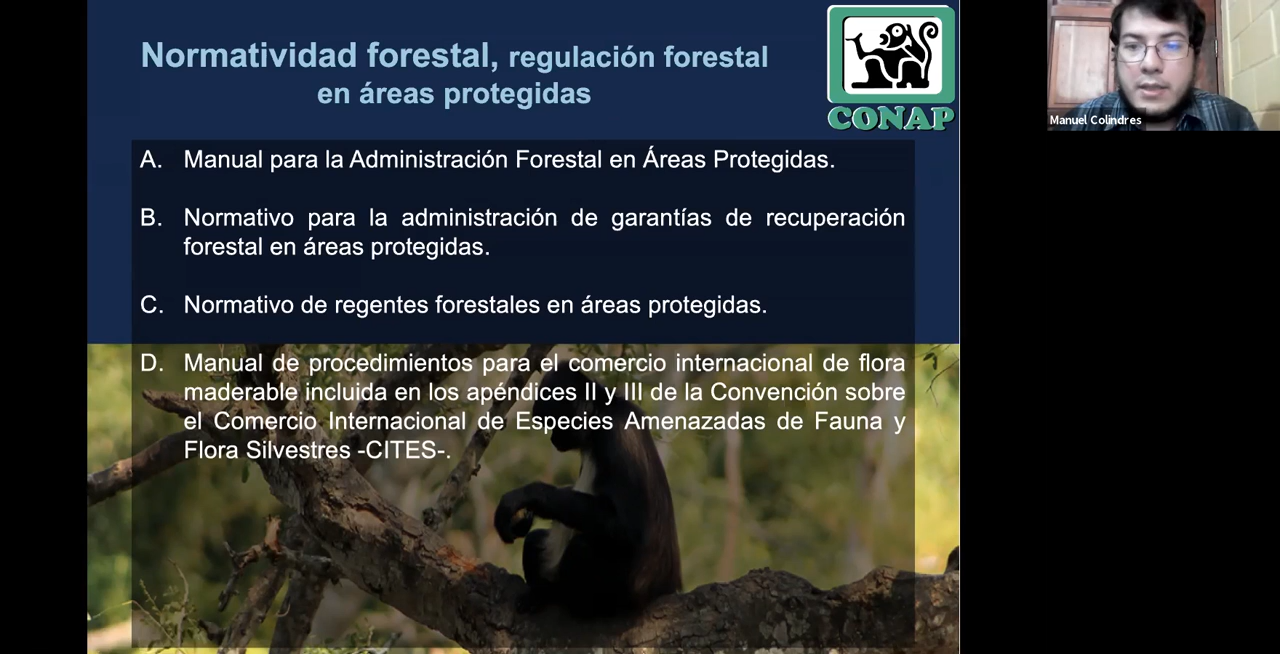 Normatividad forestal, regulación forestal
en áreas protegidas
CONAP
Manuel Colindres
A. Manual para la Administración Forestal en Áreas Protegidas.
B. Normativo para la administración de garantías de recuperación
forestal en áreas protegidas.
C. Normativo de regentes forestales en áreas protegidas.
D. Manual de procedimientos para el comercio internacional de flora
maderable incluida en los apéndices II y III de la Convención sobre
el Comercio Internacional de Especies Amenazadas de Fauna y
Flora Silvestres -CITES-.